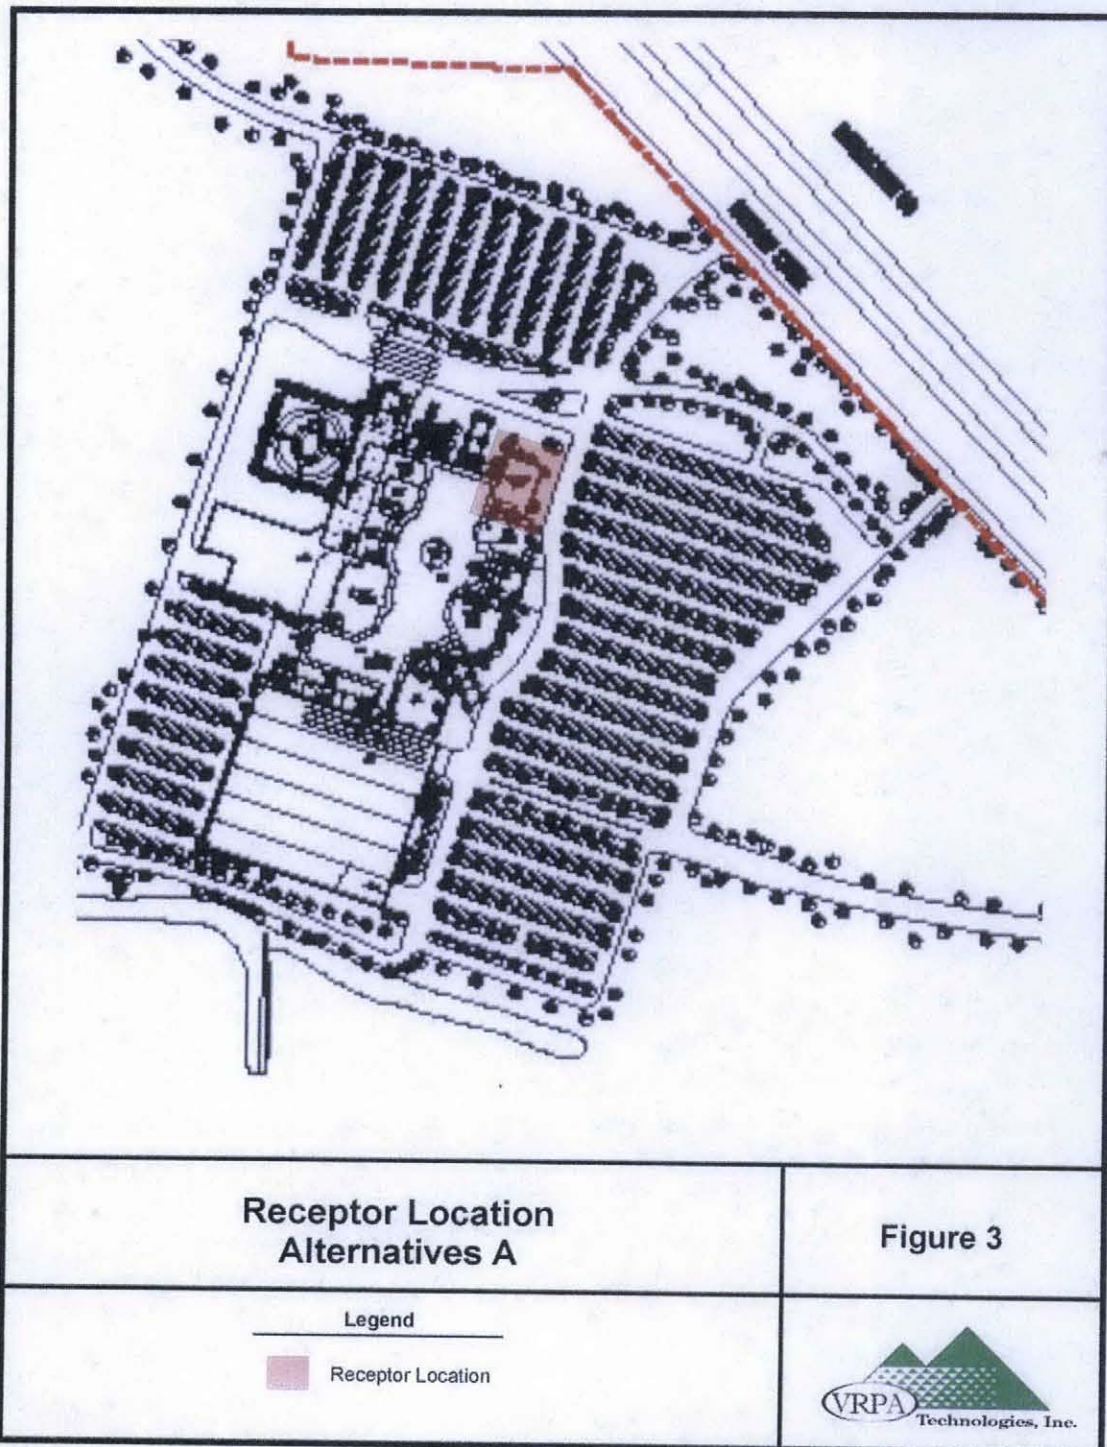 Receptor Location
Alternatives A
Figure 3
Legend
Receptor Location
VRPA
Technologies, Inc.